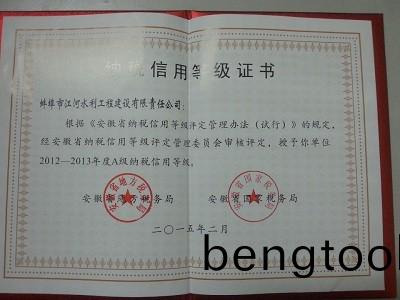 纳税信用等级证书
蚌埠市江河水利工程建设有限责任公司：
根据《安徽省纳税信用等级评定管理办法（试行）》的规定，
经安徽省纳税信用等级评定管理委员会审核评定，授予你单位
2012—2013年度A级纳税信用等级。
安徽省地方税务局 安徽省国家税务局
二〇一五年二月
bengtool